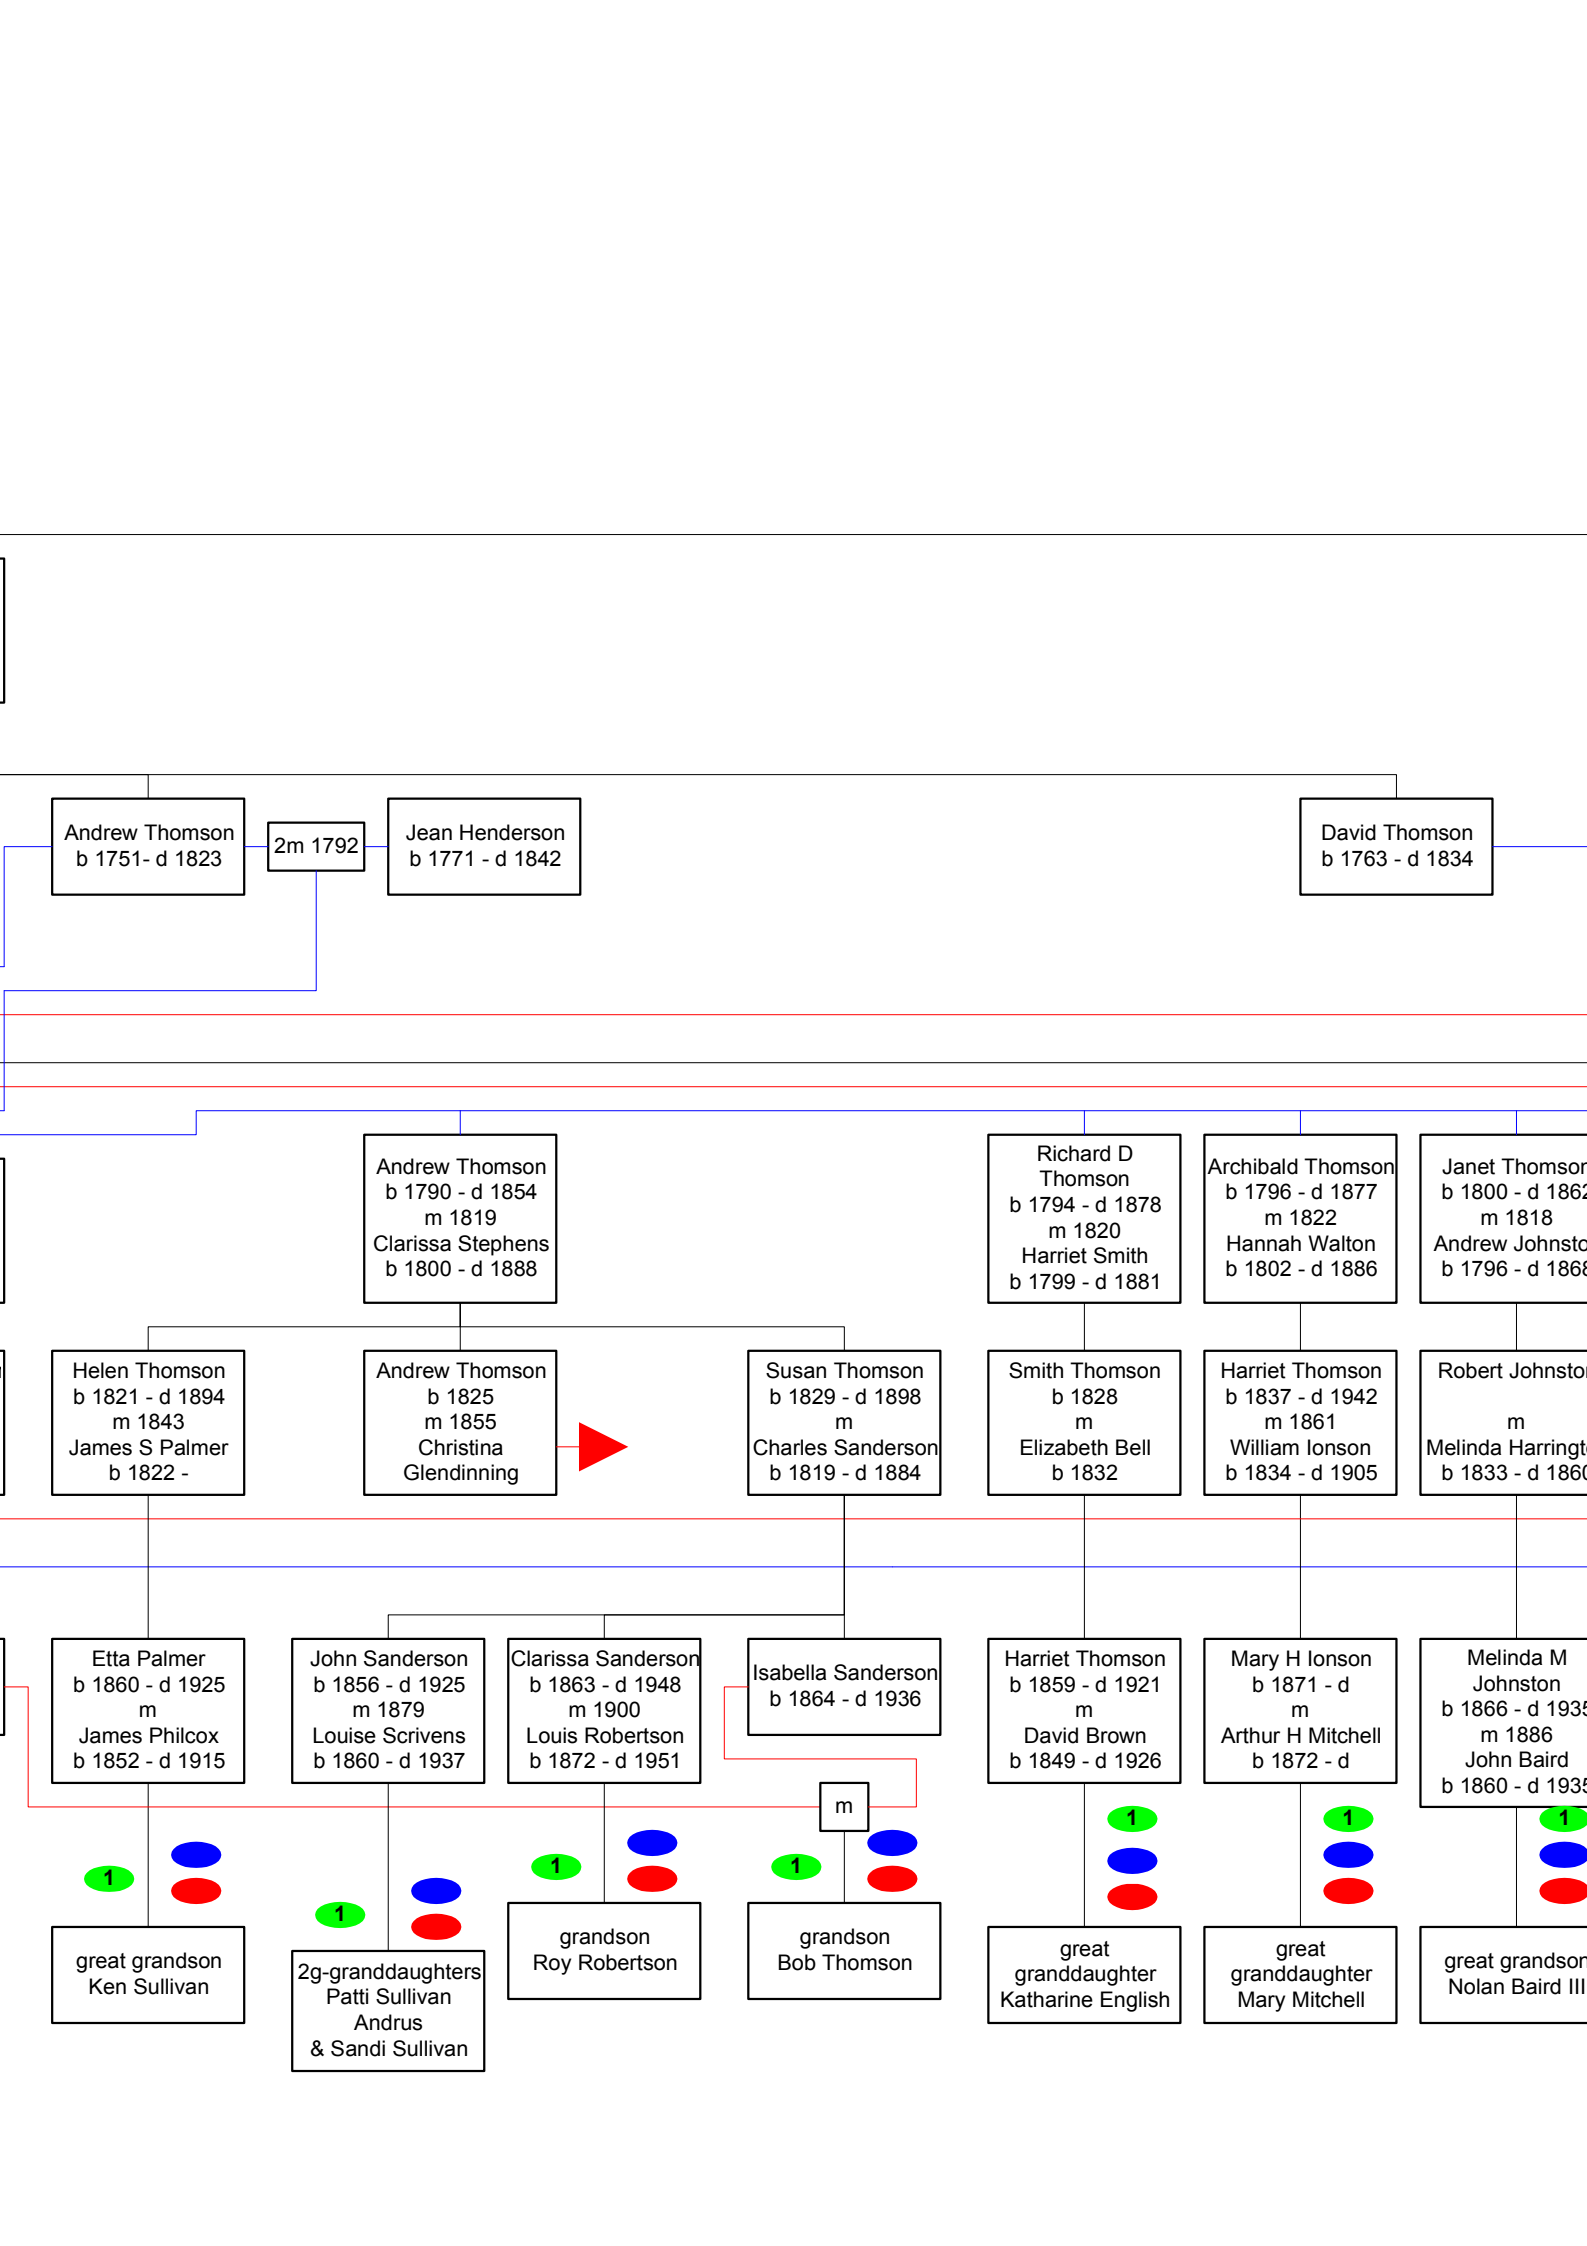 Andrew Thomson
b 1751- d 1823
2m 1792
Jean Henderson
b 1771 - d 1842
David Thomson
b 1763 - d 1834
Andrew Thomson
b 1790 - d 1854
m 1819
Clarissa Stephens
b 1800 - d 1888
Richard D
Thomson
b 1794 - d 1878
m 1820
Harriet Smith
b 1799 - d 1881
Archibald Thomson
b 1796 - d 1877
m 1822
Hannah Walton
b 1802 - d 1886
Janet Thomson
b 1800 - d 1862
m 1818
Andrew Johnsto
b 1796 - d 1868
Helen Thomson
b 1821 - d 1894
m 1843
James S Palmer
b 1822 -
Andrew Thomson
b 1825
m 1855
Christina
Glendinning
Susan Thomson
b 1829 - d 1898
m
Charles Sanderson
b 1819 - d 1884
Smith Thomson
b 1828
m
Elizabeth Bell
b 1832
Harriet Thomson
b 1837 - d 1942
m 1861
William Ionson
b 1834 - d 1905
Robert Johnston
m
Melinda Harringt
b 1833 - d 1860
Etta Palmer
b 1860 - d 1925
m
James Philcox
b 1852 - d 1915
John Sanderson
b 1856 - d 1925
m 1879
Louise Scrivens
b 1860 - d 1937
Clarissa Sanderson
b 1863 - d 1948
m 1900
Louis Robertson
b 1872 - d 1951
Isabella Sanderson
b 1864 - d 1936
m
Harriet Thomson
b 1859 - d 1921
m
David Brown
b 1849 - d 1926
Mary H Ionson
b 1871 - d
m
Arthur H Mitchell
b 1872 - d
Melinda M
Johnston
b 1866 - d 1935
m 1886
John Baird
b 1860 - d 1935
1
1
1
1
1
1
1
great grandson
Ken Sullivan
2g-granddaughters
Patti Sullivan
Andrus
& Sandi Sullivan
grandson
Roy Robertson
grandson
Bob Thomson
great
granddaughter
Katharine English
great
granddaughter
Mary Mitchell
great grandson
Nolan Baird III